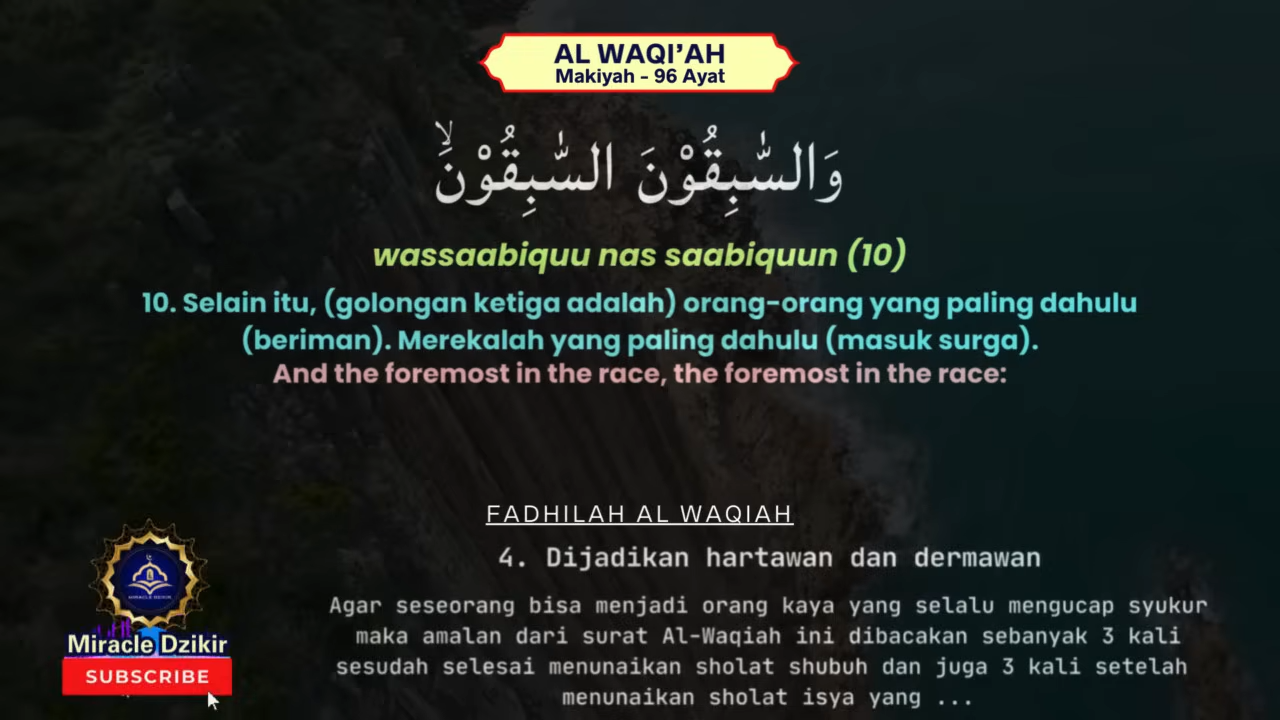 AL WAQI’AH
Makiyah - 96 Ayat
وَالسّٰبِقُوْنَ السّٰبِقُوْنَۙ
wassaabiquu nas saabiquun (10)
10. Selain itu, (golongan ketiga adalah) orang-orang yang paling dahulu
(beriman). Merekalah yang paling dahulu (masuk surga).
And the foremost in the race, the foremost in the race:
FADHILAH AL WAQIAH
4. Dijadikan hartawan dan dermawan
Agar seseorang bisa menjadi orang kaya yang selalu mengucap syukur
maka amalan dari surat Al-Waqiah ini dibacakan sebanyak 3 kali
sesudah selesai menunaikan sholat shubuh dan juga 3 kali setelah
menunaikan sholat isya yang ...
MIRACLE DZIKIR
Miracle Dzikir
SUBSCRIBE